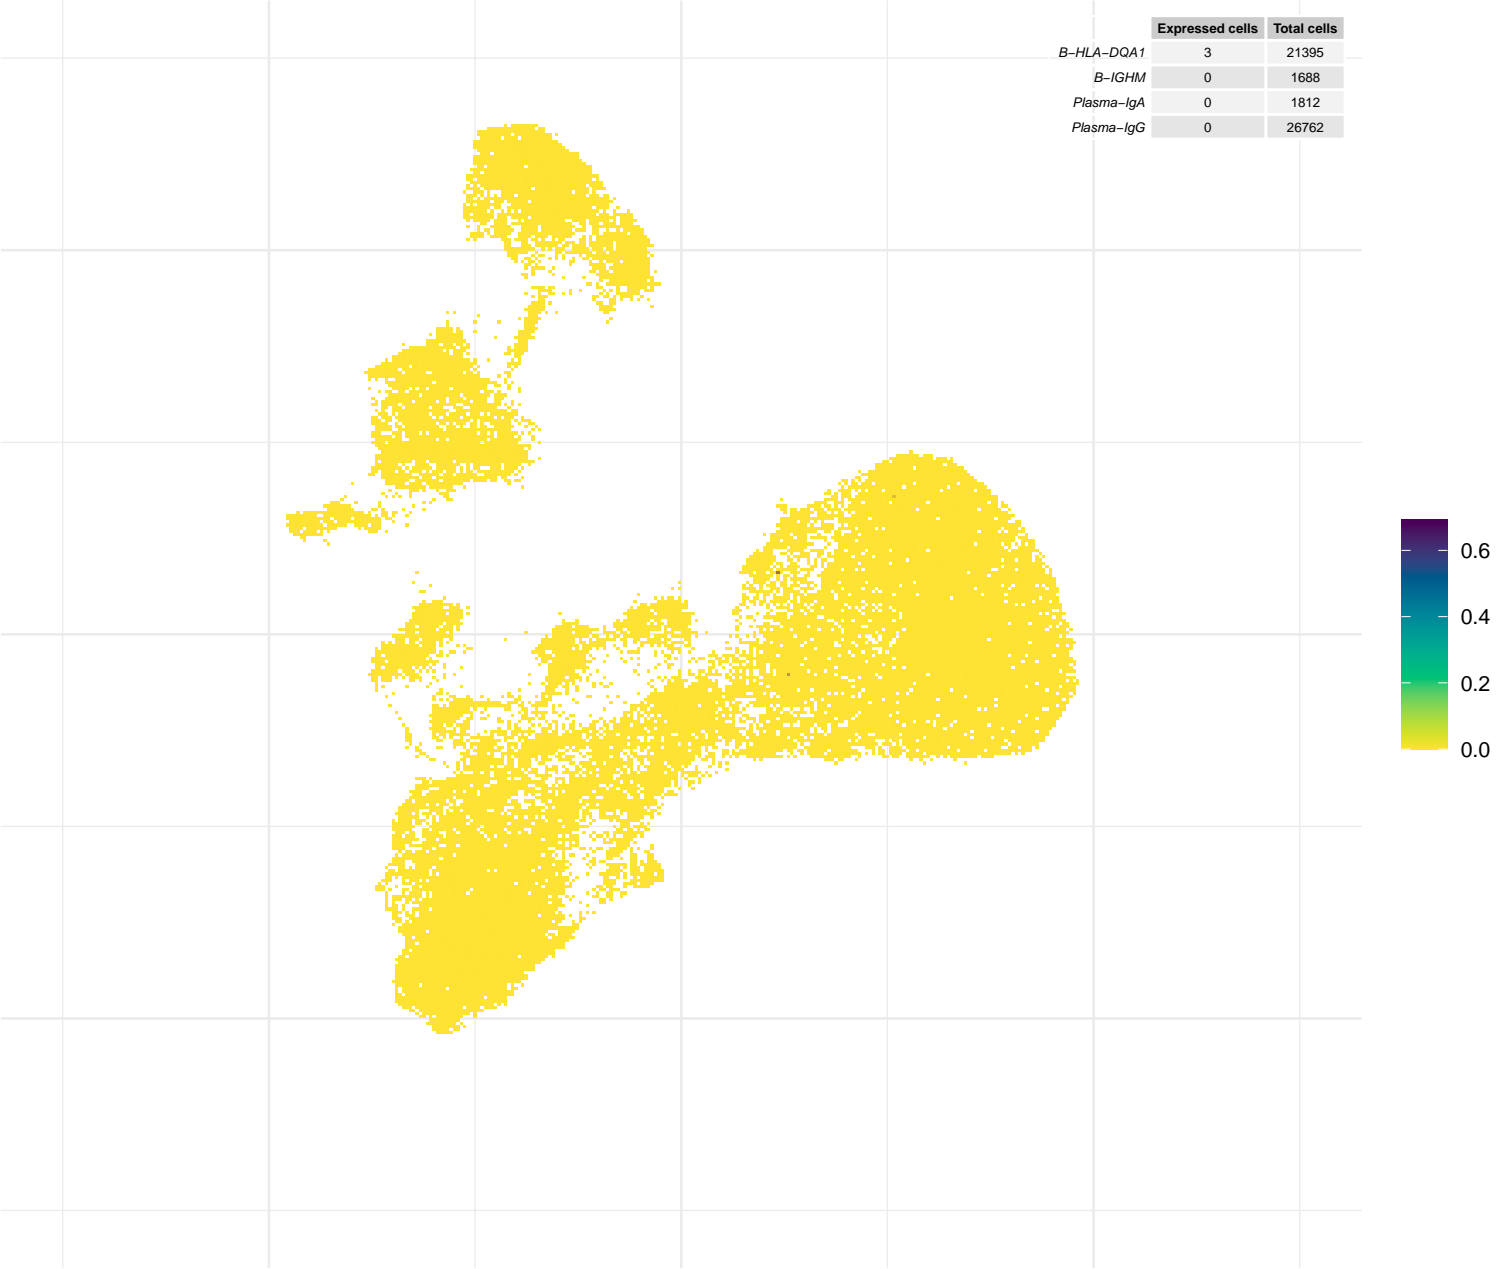 Expressed cells Total cells
B−HLA−DQA1 3 21395
B−IGHM 0 1688
Plasma−IgA 0 1812
Plasma−IgG 0 26762
0.6
0.4
0.2
0.0